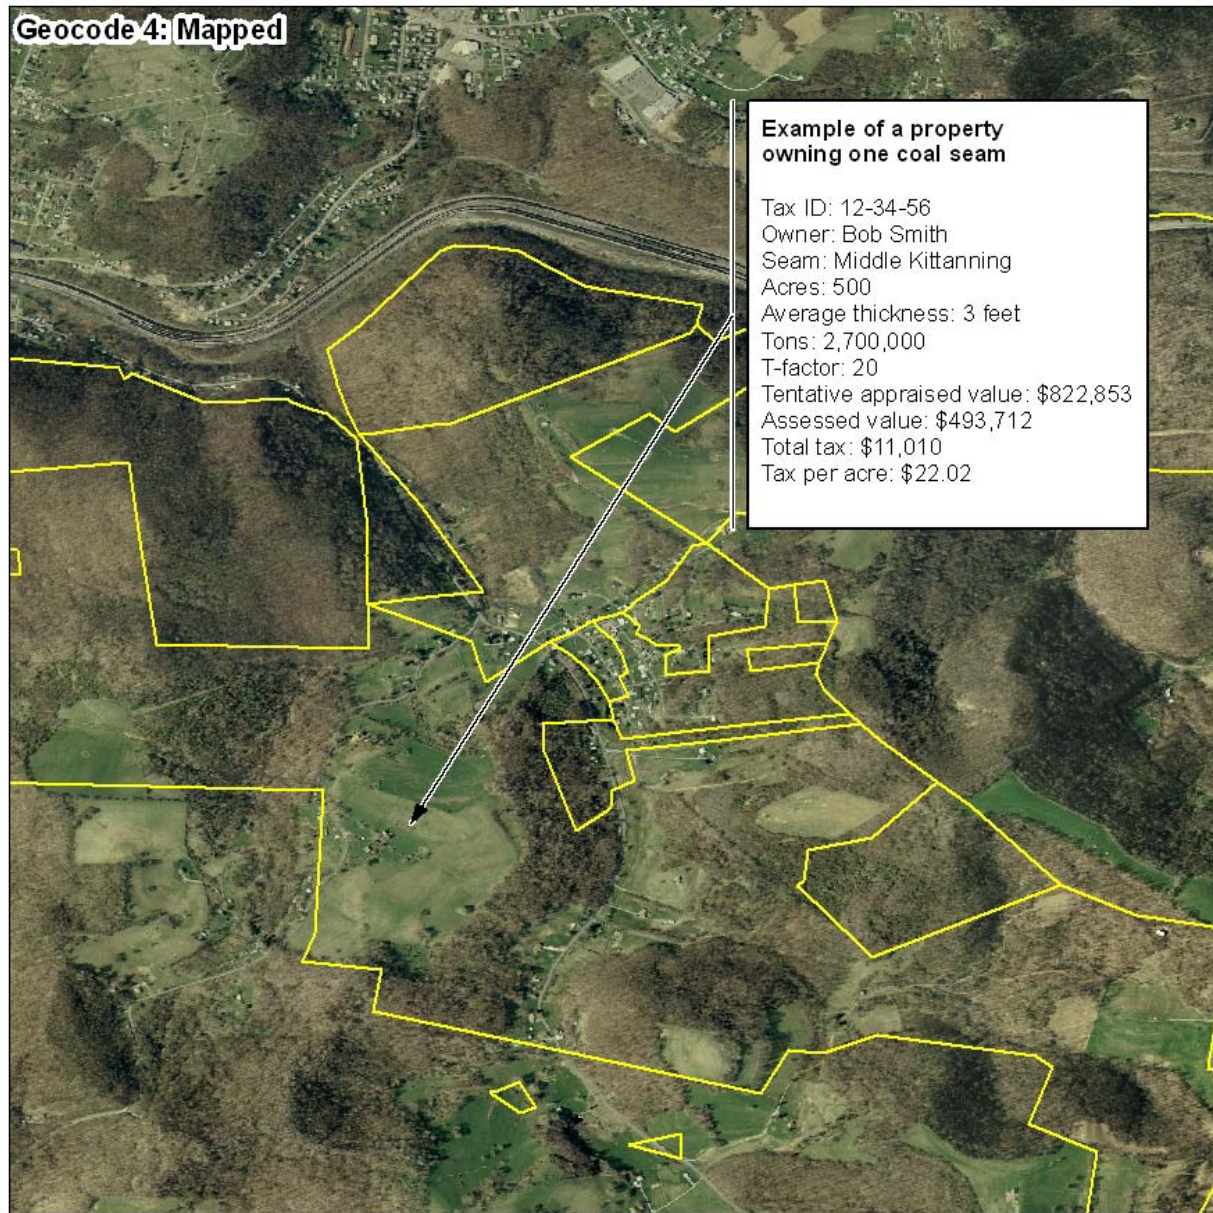 Geocode 4: Mapped
Example of a property
owning one coal seam
Tax ID: 12-34-56
Owner: Bob Smith
Seam: Middle Kittanning
Acres: 500
Average thickness: 3 feet
Tons: 2,700,000
T-factor: 20
Tentative appraised value: $822,853
Assessed value: $493,712
Total tax: $11,010
Tax per acre: $22.02